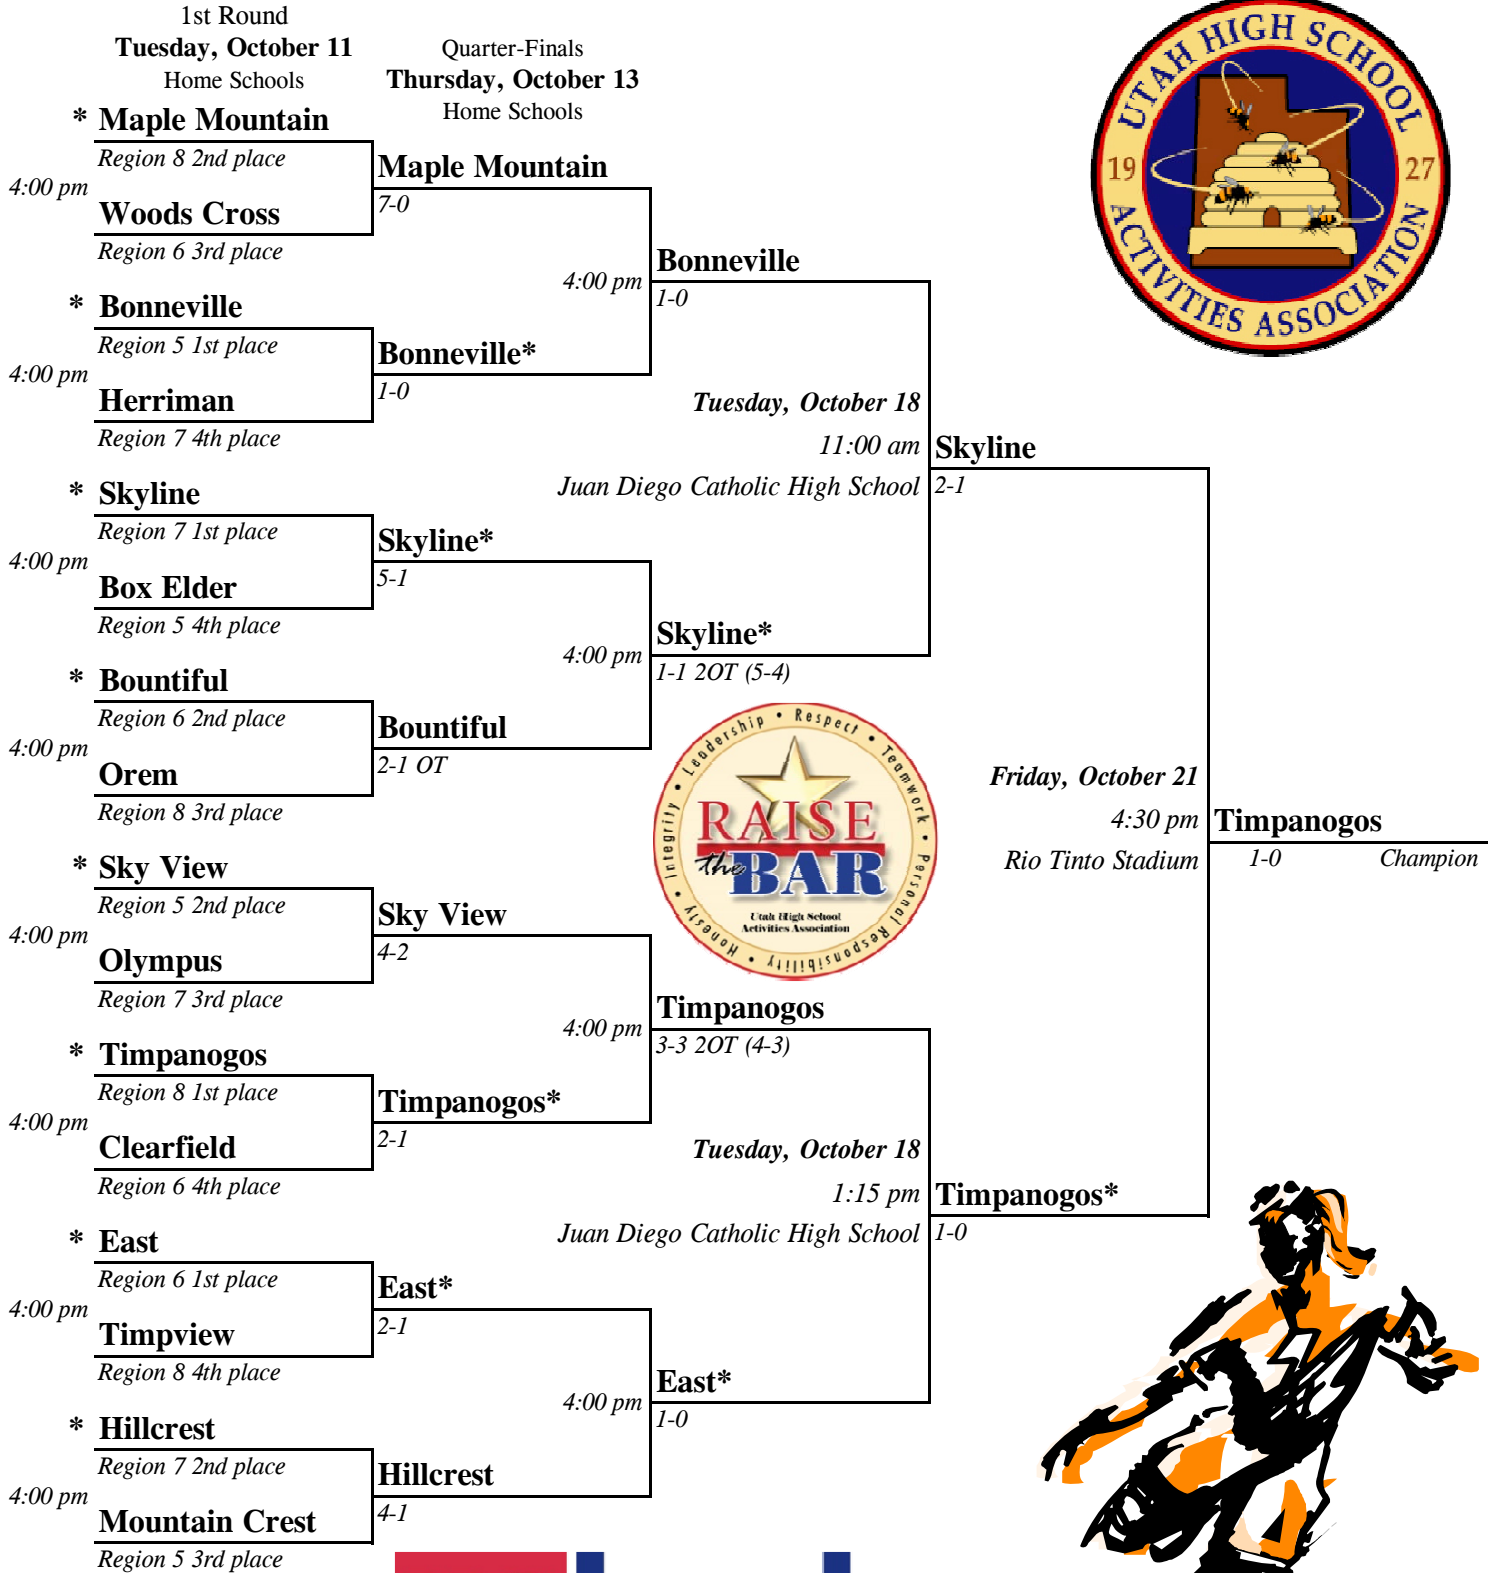 1st Round
Tuesday, October 11
Home Schools
Quarter-Finals
Thursday, October 13
Home Schools
* Maple Mountain
Region 8 2nd place
4:00 pm
Woods Cross
Region 6 3rd place
* Bonneville
Region 5 1st place
4:00 pm
Herriman
Region 7 4th place
* Skyline
Region 7 1st place
4:00 pm
Box Elder
Region 5 4th place
* Bountiful
Region 6 2nd place
4:00 pm
Orem
Region 8 3rd place
* Sky View
Region 5 2nd place
4:00 pm
Olympus
Region 7 3rd place
* Timpanogos
Region 8 1st place
4:00 pm
Clearfield
Region 6 4th place
* East
Region 6 1st place
4:00 pm
Timpview
Region 8 4th place
* Hillcrest
Region 7 2nd place
4:00 pm
Mountain Crest
Region 5 3rd place
Maple Mountain
7-0
4:00 pm
Bonneville*
1-0
Skyline*
5-1
4:00 pm
Bountiful
2-1 OT
Sky View
4-2
4:00 pm
Timpanogos*
2-1
East*
2-1
4:00 pm
Hillcrest
4-1
Bonneville
1-0
Tuesday, October 18
11:00 am
Juan Diego Catholic High School
Skyline*
1-1 2OT (5-4)
Timpanogos
3-3 2OT (4-3)
Tuesday, October 18
1:15 pm
Juan Diego Catholic High School
East*
1-0
Skyline
2-1
Friday, October 21
4:30 pm
Rio Tinto Stadium
Timpanogos*
1-0
Timpanogos
1-0 Champion
UTAH HIGH SCHOOL
19 27
ACTIVITIES ASSOCIATION
Honesty • Integrity • Leadership • Respect • Teamwork • Personal Responsibility •
RAISE
the BAR
Utah High School
Activities Association